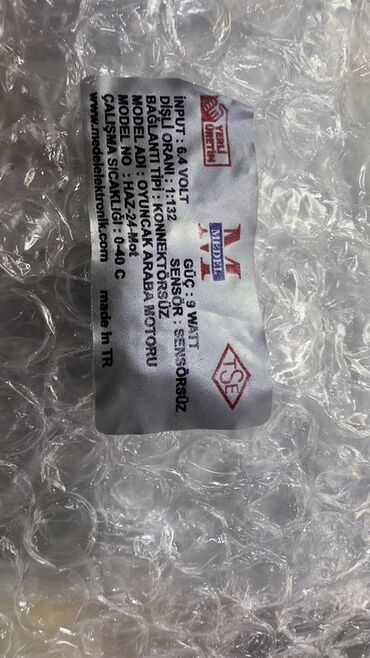 YERLİ
ÜRETİM
M
MEDEL
TSE
INPUT : 6.4 VOLT GÜÇ : 9 WATT
DİŞLİ ORANI : 1:132 SENSÖR : SENSÖRSÜZ
BAĞLANTI TİPİ : KONNEKTÖRSÜZ
MODEL ADI : OYUNCAK ARABA MOTORU
MODEL NO : HAZ-24-Mot
ÇALIŞMA SICAKLIĞI : 0-40 C
www.medelelektronik.com made in TR